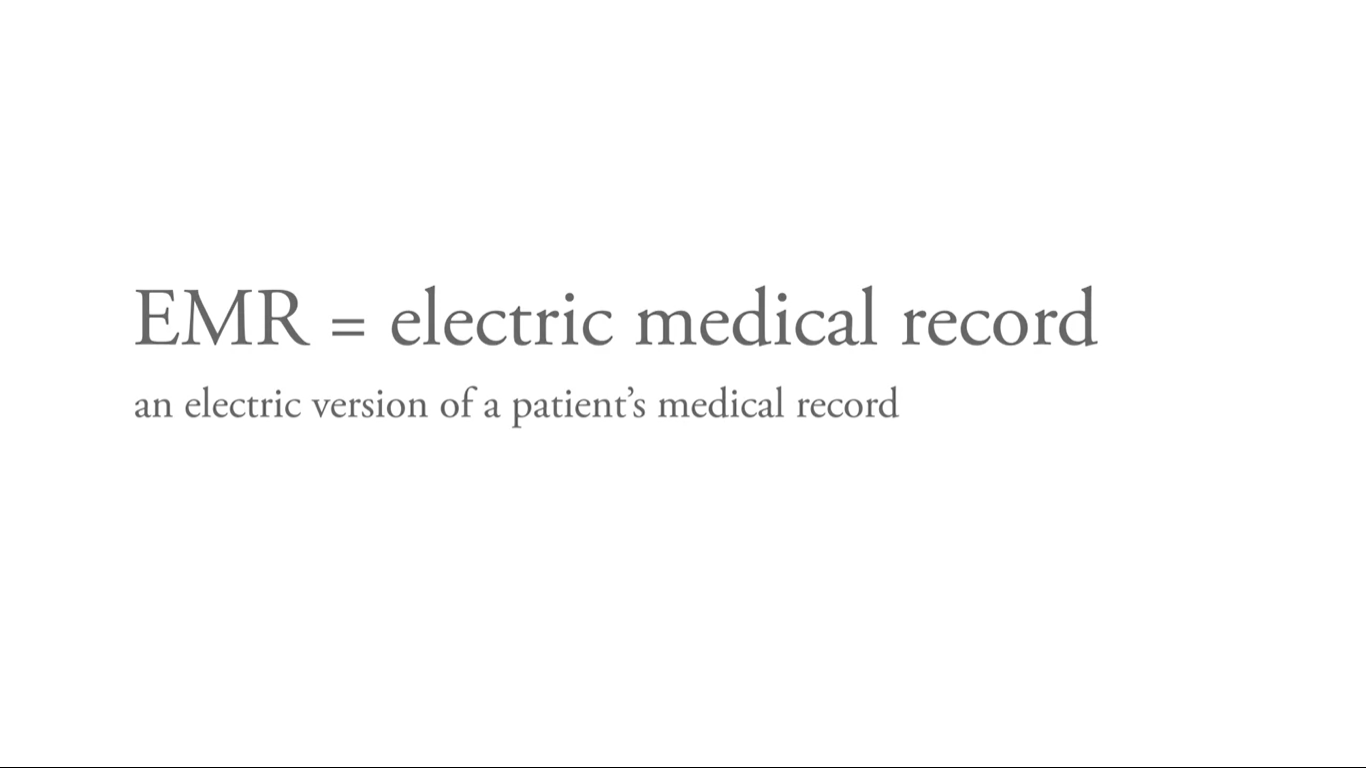 EMR = electric medical record
an electric version of a patient’s medical record